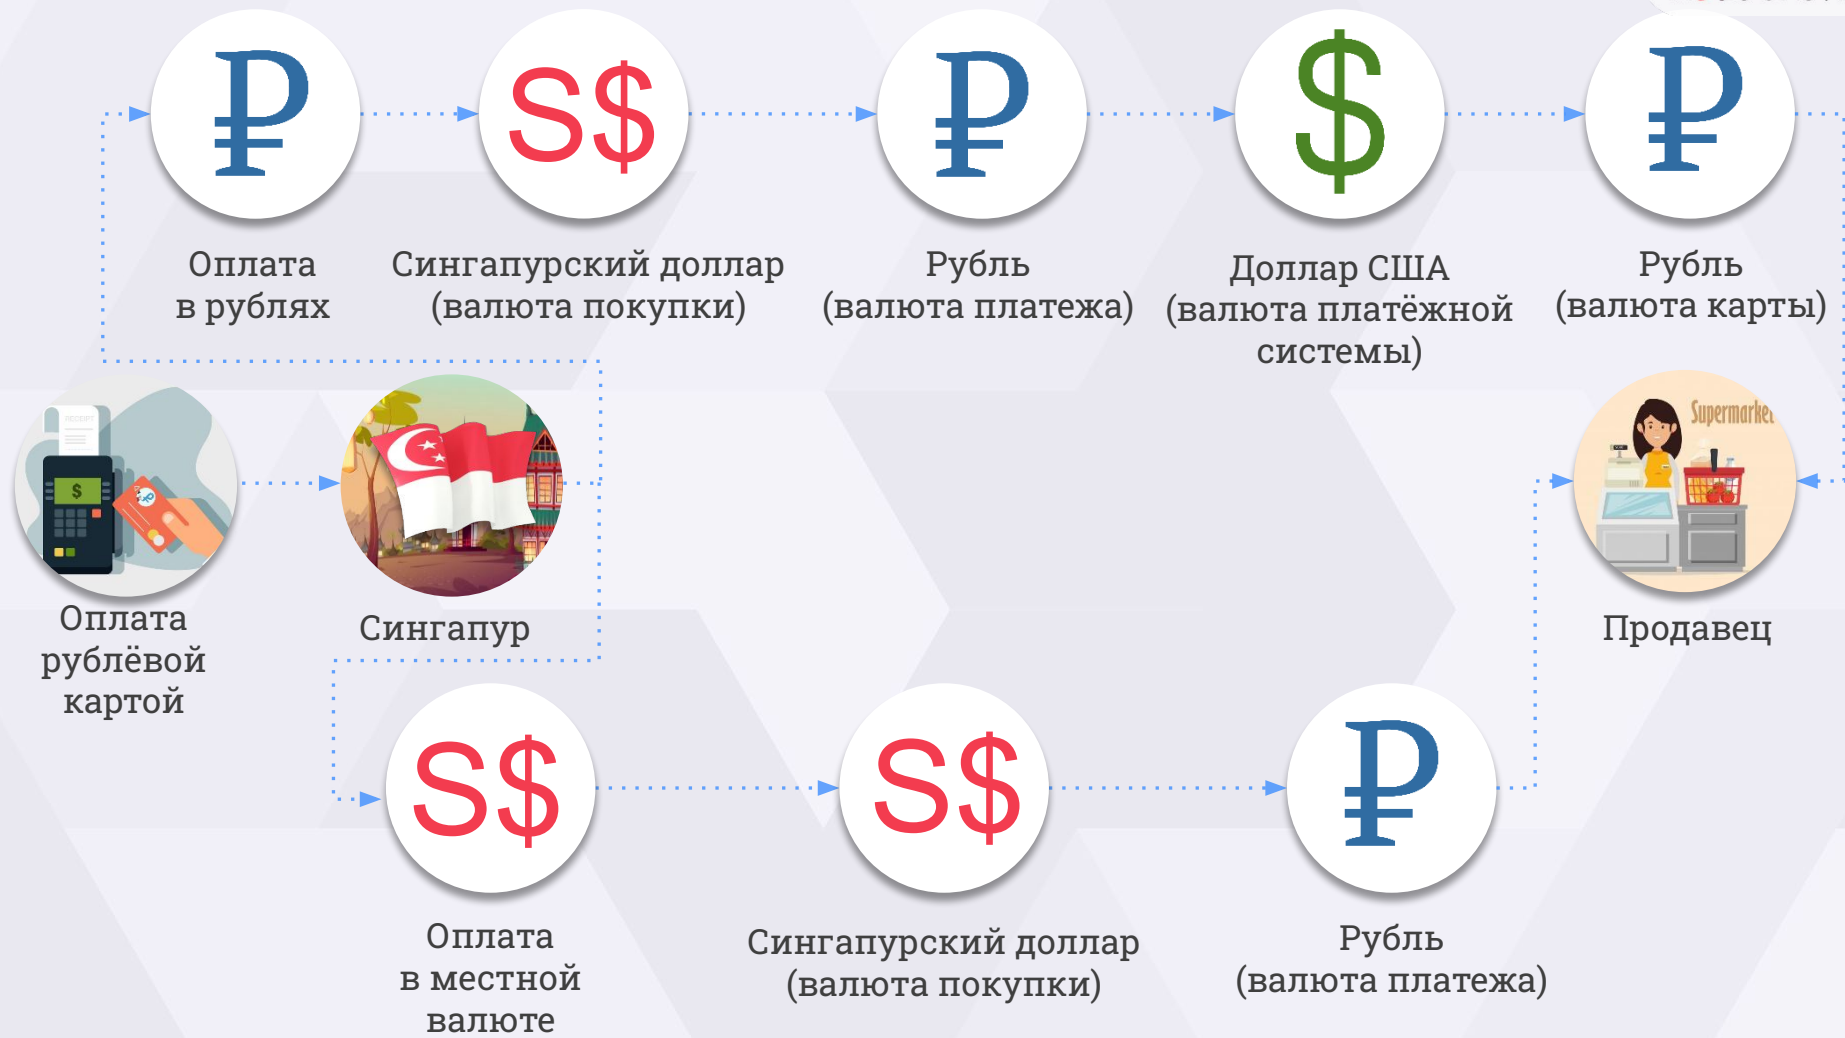 ₽
S$
₽
$
₽
Оплата
в рублях
Сингапурский доллар
(валюта покупки)
Рубль
(валюта платежа)
Доллар США
(валюта платёжной
системы)
Рубль
(валюта карты)
RECEIPT
$
₽
Supermarket
Оплата
рублёвой
картой
Сингапур
Продавец
S$
S$
₽
Оплата
в местной
валюте
Сингапурский доллар
(валюта покупки)
Рубль
(валюта платежа)